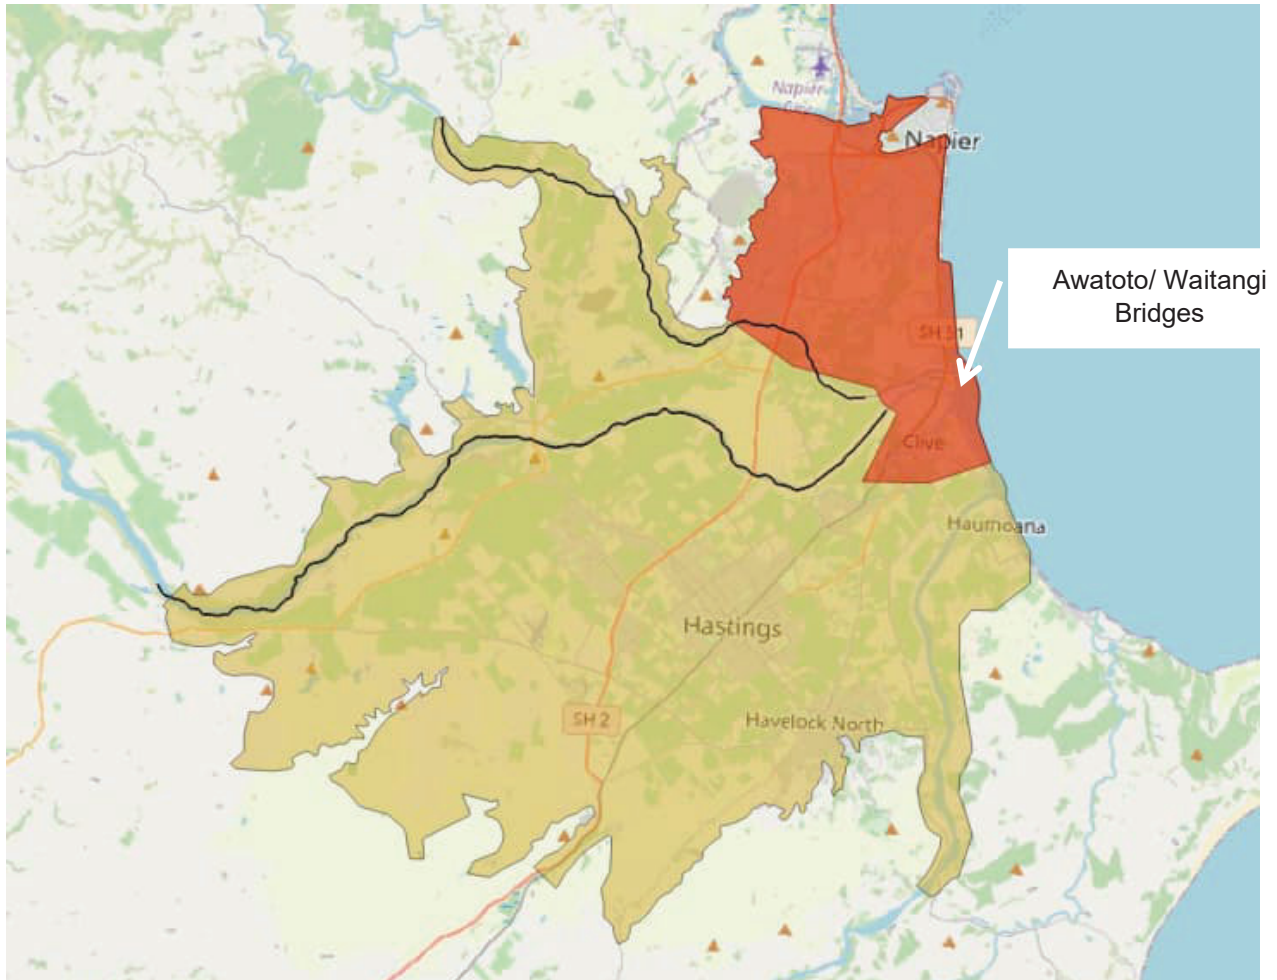 Napier
Napier
SH 51
Awatoto/ Waitangi
Bridges
Clive
Haumoana
Hastings
SH 2
Havelock North